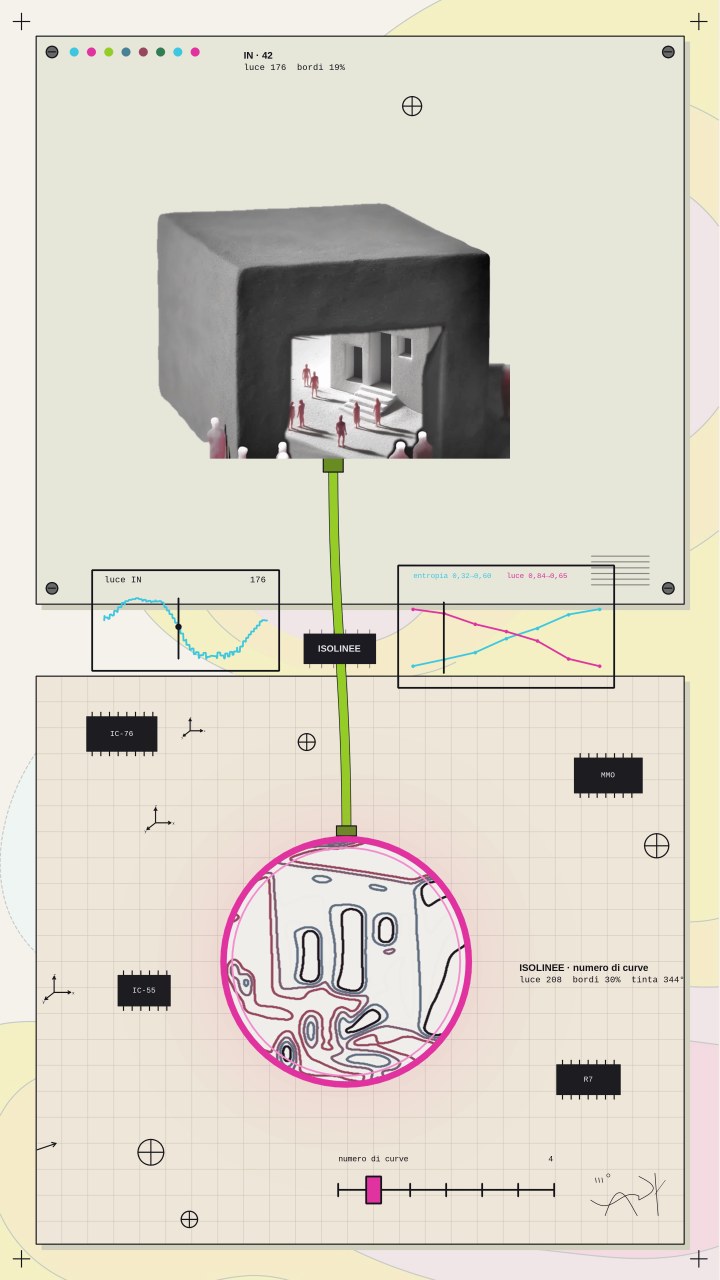 IN · 42
luce 176 bordi 19%
luce IN 176
entropia 0,32→0,60 luce 0,84→0,65
ISOLINEE
IC-76
MMO
IC-55
ISOLINEE · numero di curve
luce 208 bordi 30% tinta 344°
R7
numero di curve 4